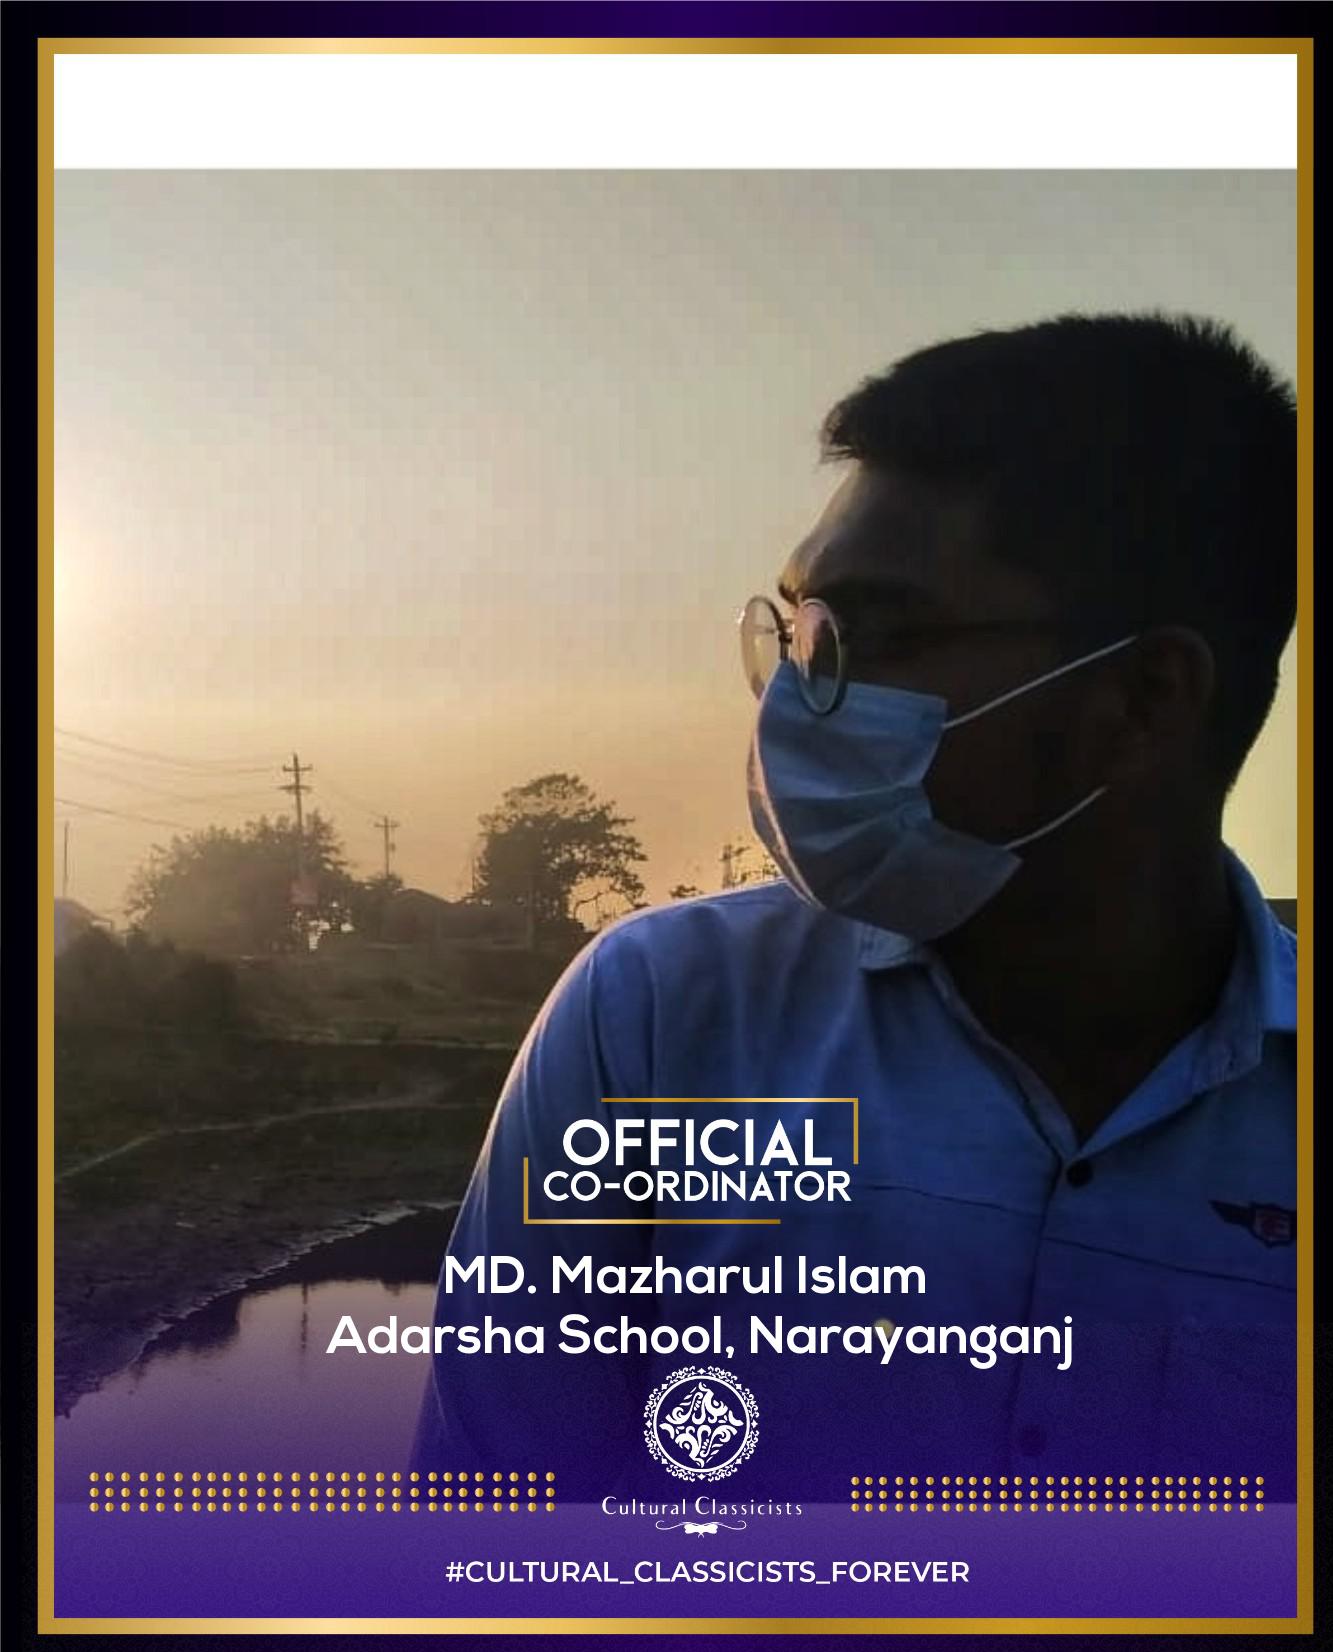 OFFICIAL
CO-ORDINATOR
MD. Mazharul Islam
Adarsha School, Narayanganj
Cultural Classicists
#CULTURAL_CLASSICISTS_FOREVER